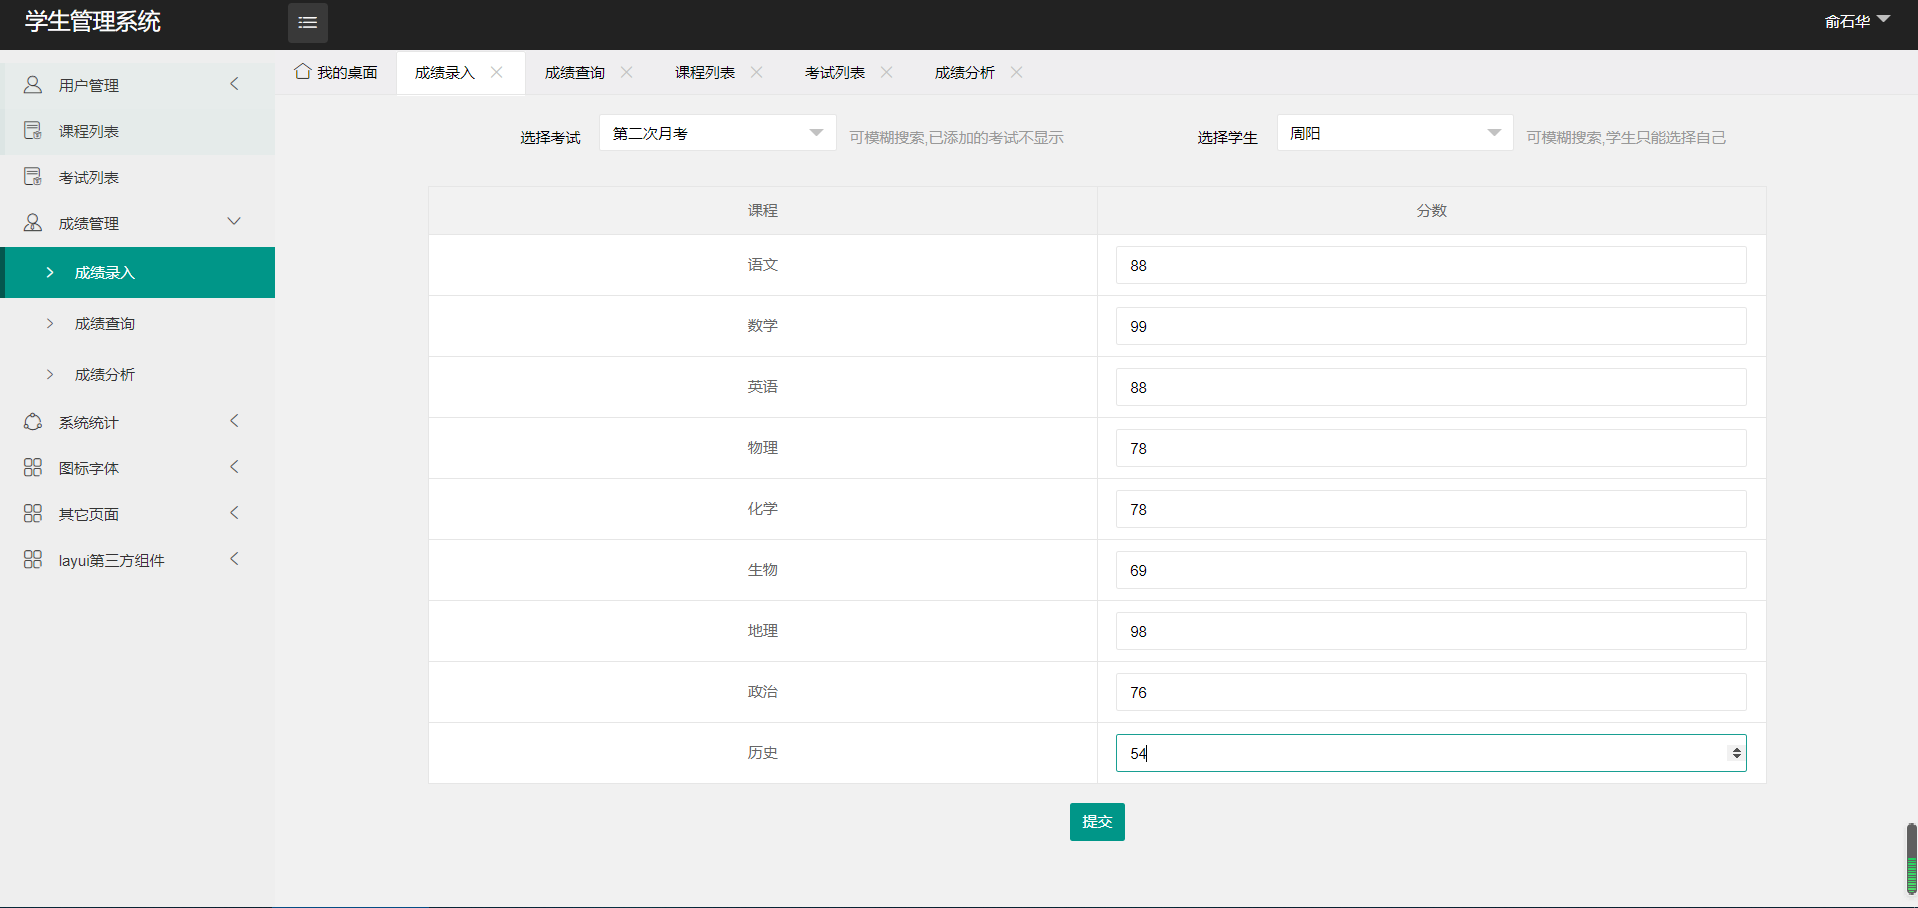 学生管理系统
俞石华
用户管理
课程列表
考试列表
成绩管理
成绩录入
成绩查询
成绩分析
系统统计
图标字体
其它页面
layui第三方组件
我的桌面 成绩录入 成绩查询 课程列表 考试列表 成绩分析
选择考试 第二次月考 可模糊搜索,已添加的考试不显示 选择学生 周阳 可模糊搜索,学生只能选择自己
课程 分数
语文 88
数学 99
英语 88
物理 78
化学 78
生物 69
地理 98
政治 76
历史 54
提交